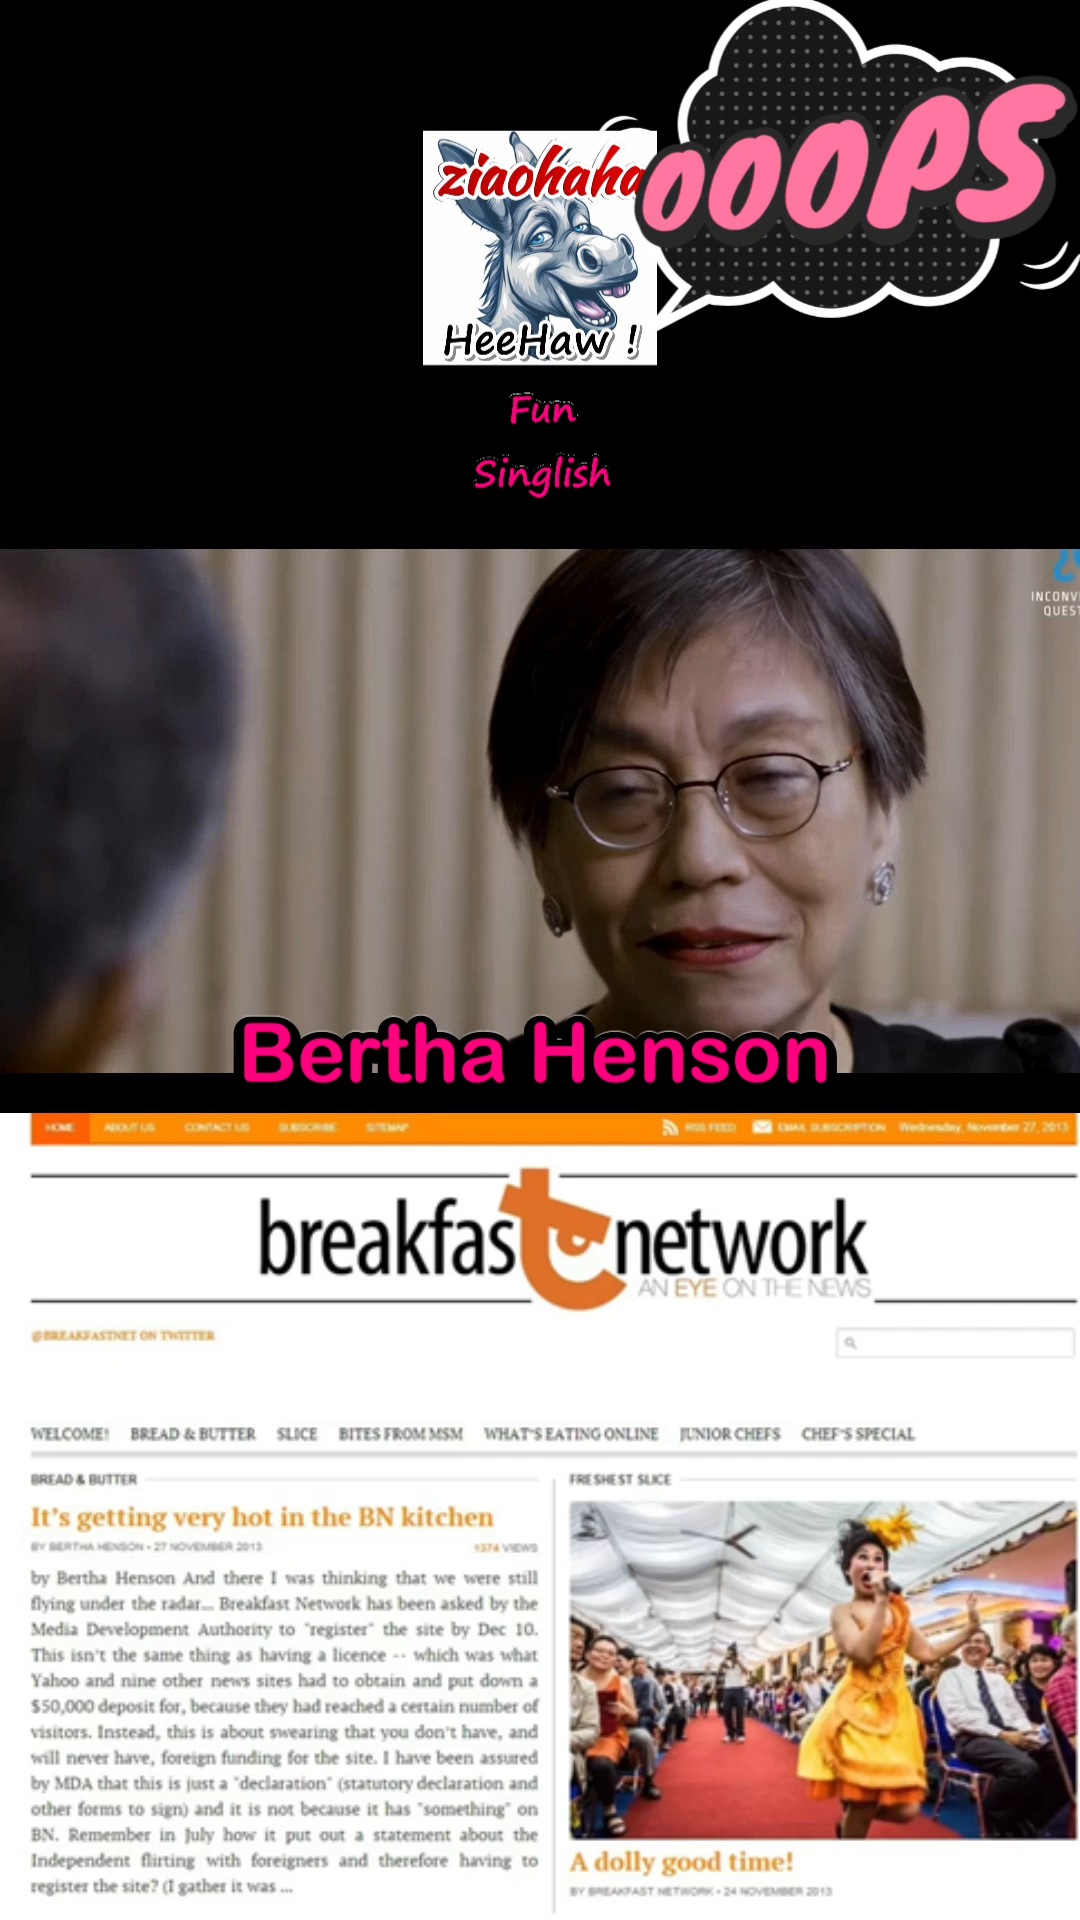 OOOPS
ziaohaha
HeeHaw !
Fun
Singlish
INCONV
QUEST
Bertha Henson
HOME ABOUT US CONTACT US SUBSCRIBE SITEMAP RSS FEED EMAIL SUBSCRIPTION Wednesday, November 27, 2013
breakfast network
AN EYE ON THE NEWS
@BREAKFASTNET ON TWITTER
WELCOME! BREAD & BUTTER SLICE BITES FROM MSM WHAT'S EATING ONLINE JUNIOR CHEFS CHEF'S SPECIAL
BREAD & BUTTER
It's getting very hot in the BN kitchen
BY BERTHA HENSON • 27 NOVEMBER 2013 1374 VIEWS
by Bertha Henson And there I was thinking that we were still
flying under the radar... Breakfast Network has been asked by the
Media Development Authority to "register" the site by Dec 10.
This isn't the same thing as having a licence -- which was what
Yahoo and nine other news sites had to obtain and put down a
$50,000 deposit for, because they had reached a certain number of
visitors. Instead, this is about swearing that you don't have, and
will never have, foreign funding for the site. I have been assured
by MDA that this is just a "declaration" (statutory declaration and
other forms to sign) and it is not because it has "something" on
BN. Remember in July how it put out a statement about the
Independent flirting with foreigners and therefore having to
register the site? (I gather it was ...
FRESHEST SLICE
A dolly good time!
BY BREAKFAST NETWORK • 24 NOVEMBER 2013